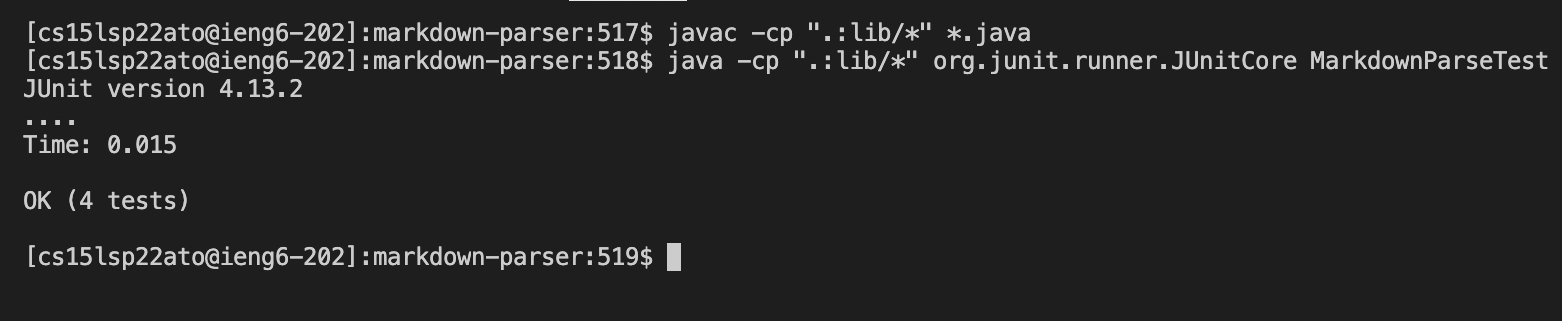 [cs15lsp22ato@ieng6-202]:markdown-parser:517$ javac -cp ".:lib/*" *.java
[cs15lsp22ato@ieng6-202]:markdown-parser:518$ java -cp ".:lib/*" org.junit.runner.JUnitCore MarkdownParseTest
JUnit version 4.13.2
....
Time: 0.015
OK (4 tests)
[cs15lsp22ato@ieng6-202]:markdown-parser:519$